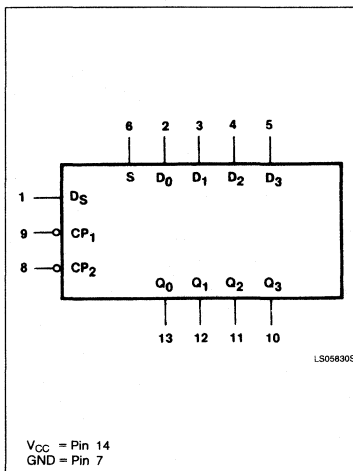 6 2 3 4 5
S D0 D1 D2 D3
1 DS
9 CP1
8 CP2
Q0 Q1 Q2 Q3
13 12 11 10
LS05830S
VCC = Pin 14
GND = Pin 7